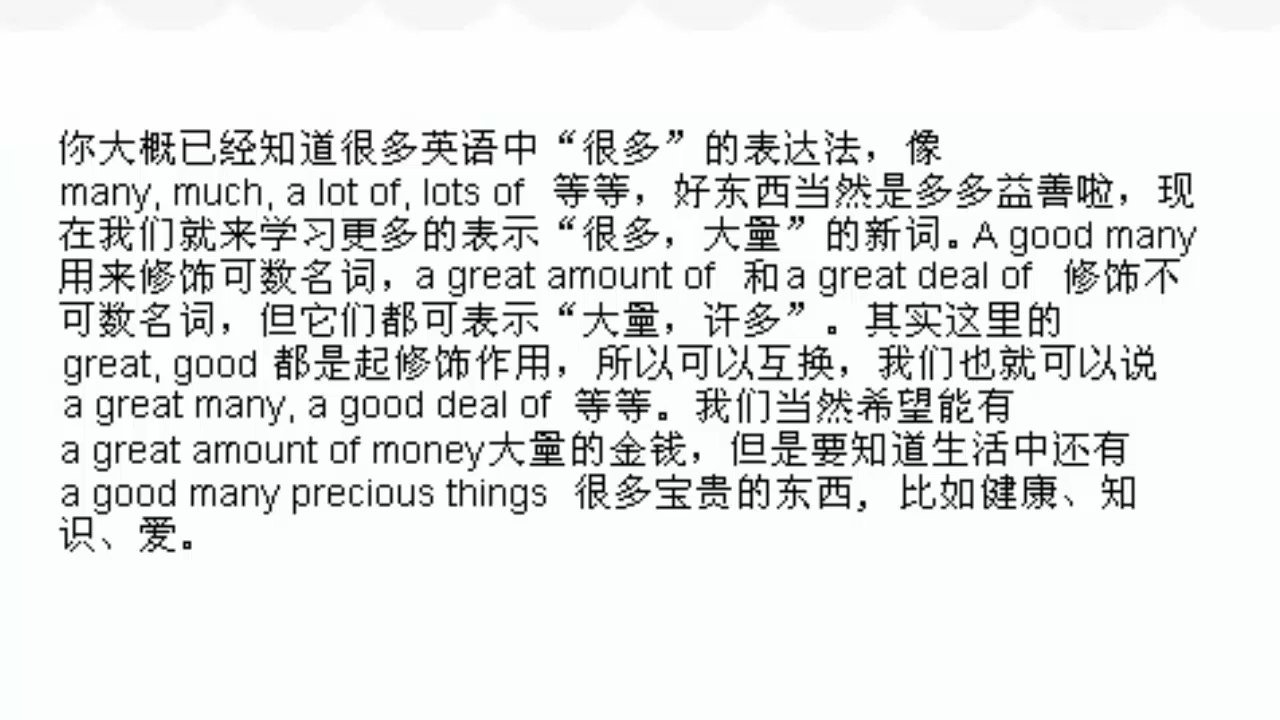 你大概已经知道很多英语中“很多”的表达法，像
many, much, a lot of, lots of 等等，好东西当然是多多益善啦，现
在我们就来学习更多的表示“很多，大量”的新词。A good many
用来修饰可数名词，a great amount of 和a great deal of 修饰不
可数名词，但它们都可表示“大量，许多”。其实这里的
great, good 都是起修饰作用，所以可以互换，我们也就可以说
a great many, a good deal of 等等。我们当然希望能有
a great amount of money大量的金钱，但是要知道生活中还有
a good many precious things 很多宝贵的东西，比如健康、知
识、爱。